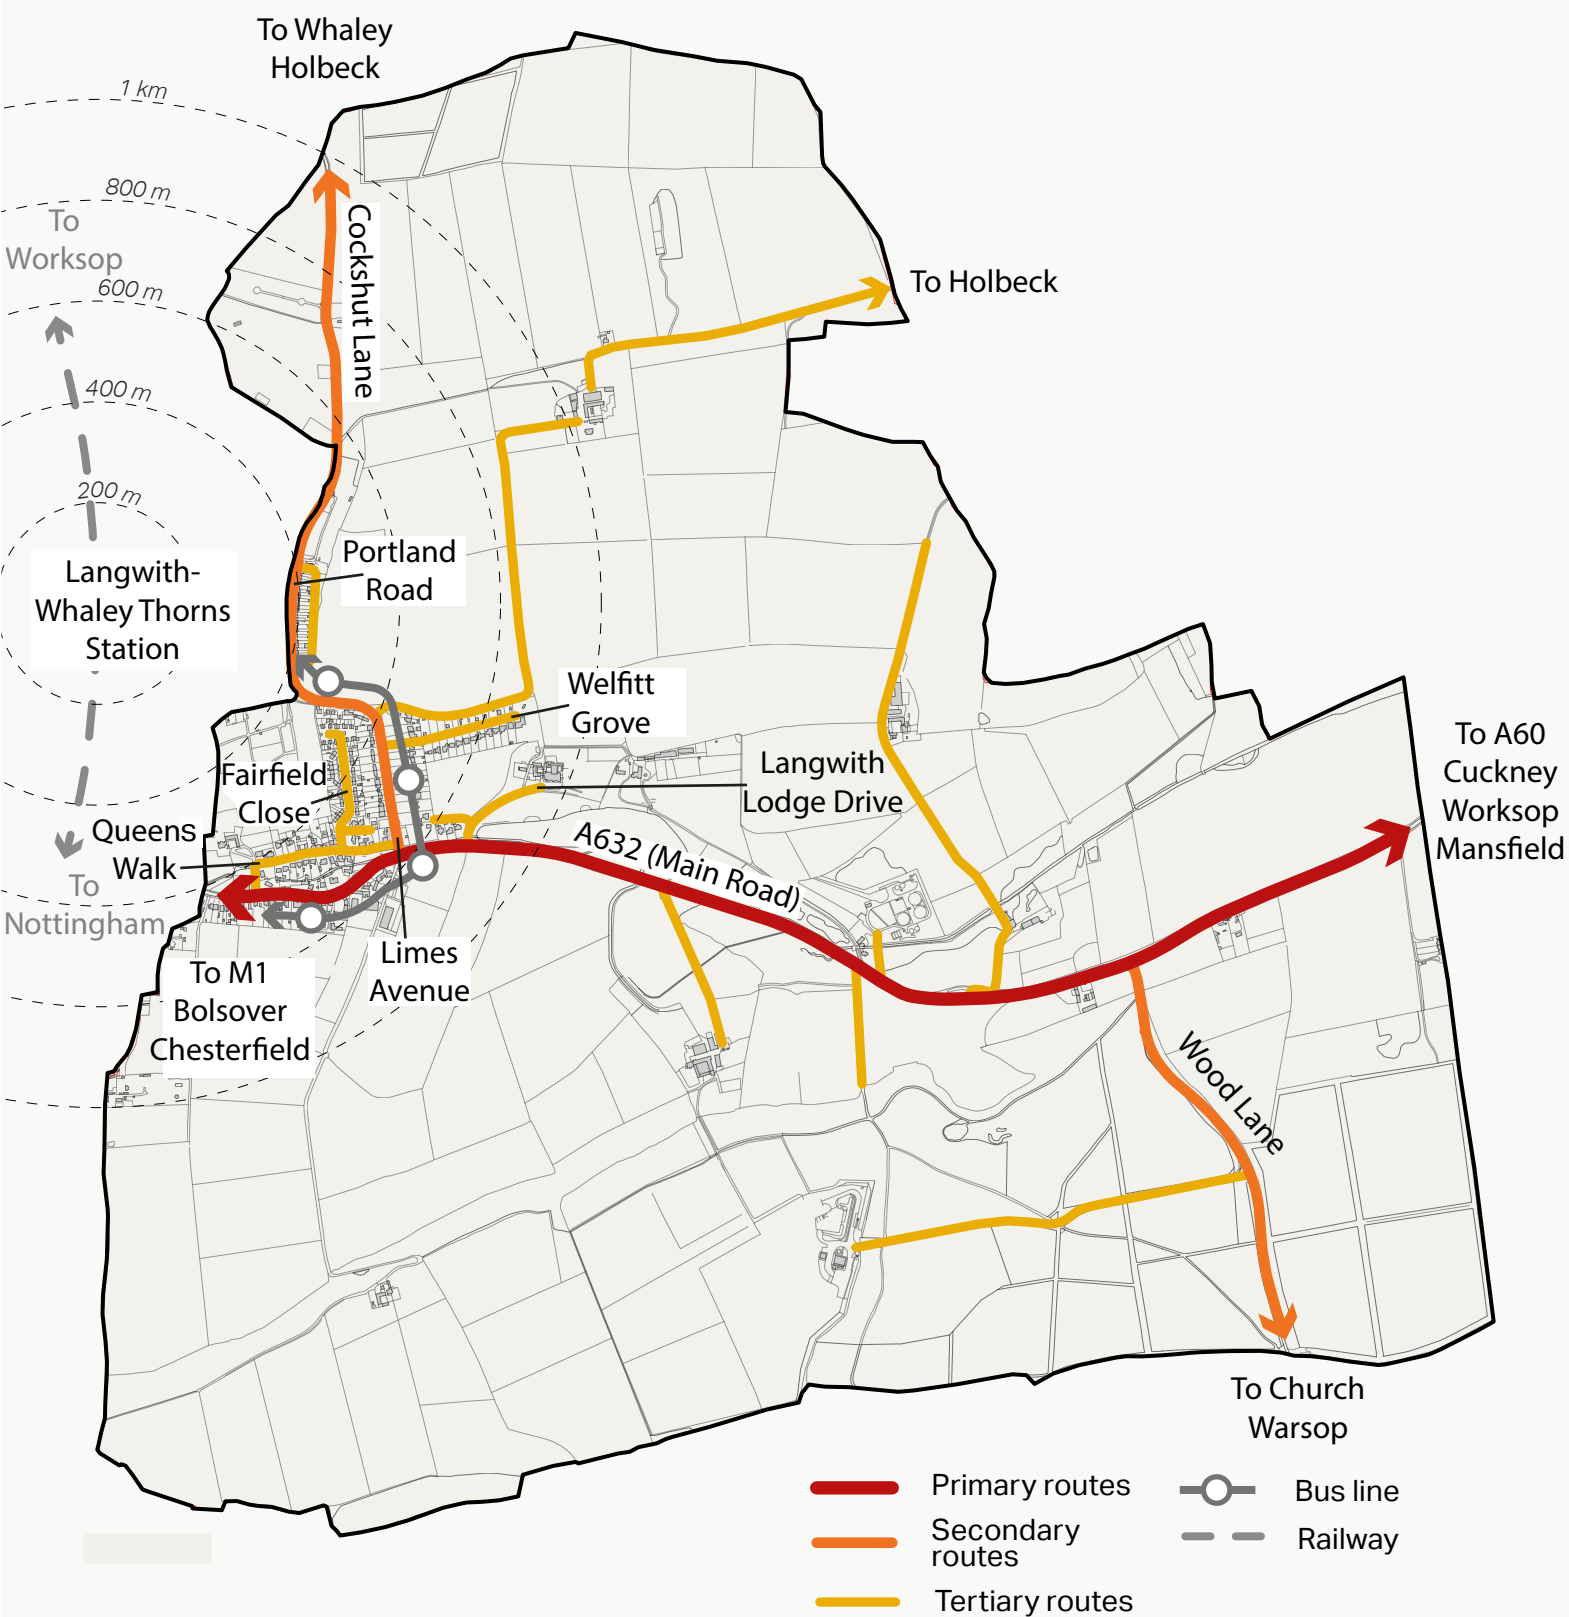 To Whaley
Holbeck
1 km
800 m
To
Worksop
600 m
400 m
200 m
Cockshut Lane
To Holbeck
Langwith-
Whaley Thorns
Station
Portland
Road
Welfitt
Grove
Fairfield
Close
Langwith
Lodge Drive
Queens
Walk
A632 (Main Road)
To A60
Cuckney
Worksop
Mansfield
To
Nottingham
To M1
Bolsover
Chesterfield
Limes
Avenue
Wood Lane
To Church
Warsop
Primary routes
Secondary
routes
Tertiary routes
Bus line
Railway